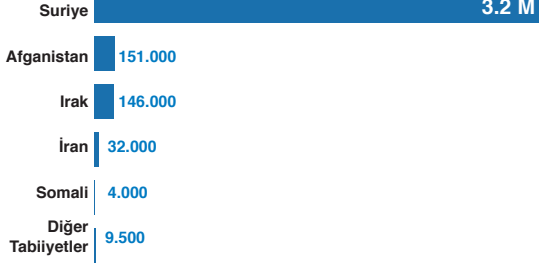 Suriye 3.2 M
Afganistan 151.000
Irak 146.000
İran 32.000
Somali 4.000
Diğer
Tabiiyetler 9.500